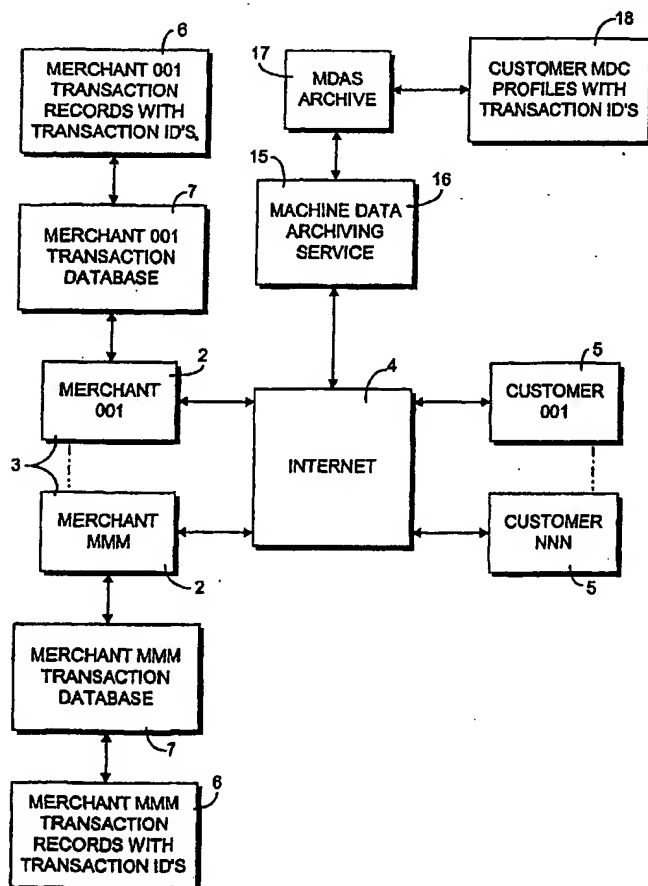 6
MERCHANT 001
TRANSACTION
RECORDS WITH
TRANSACTION ID'S.
7
MERCHANT 001
TRANSACTION
DATABASE
2
MERCHANT
001
3
MERCHANT
MMM
2
MERCHANT MMM
TRANSACTION
DATABASE
7
6
MERCHANT MMM
TRANSACTION
RECORDS WITH
TRANSACTION ID'S
17
MDAS
ARCHIVE
18
CUSTOMER MDC
PROFILES WITH
TRANSACTION ID'S
15
16
MACHINE DATA
ARCHIVING
SERVICE
4
INTERNET
5
CUSTOMER
001
CUSTOMER
NNN
5